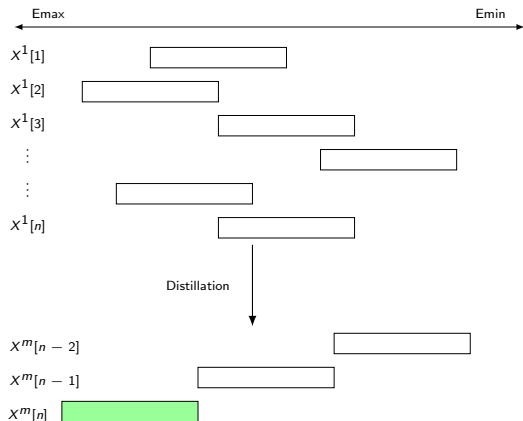 Emax Emin
X¹[1]
X¹[2]
X¹[3]
⋮
⋮
X¹[n]
Distillation
Xᵐ[n − 2]
Xᵐ[n − 1]
Xᵐ[n]